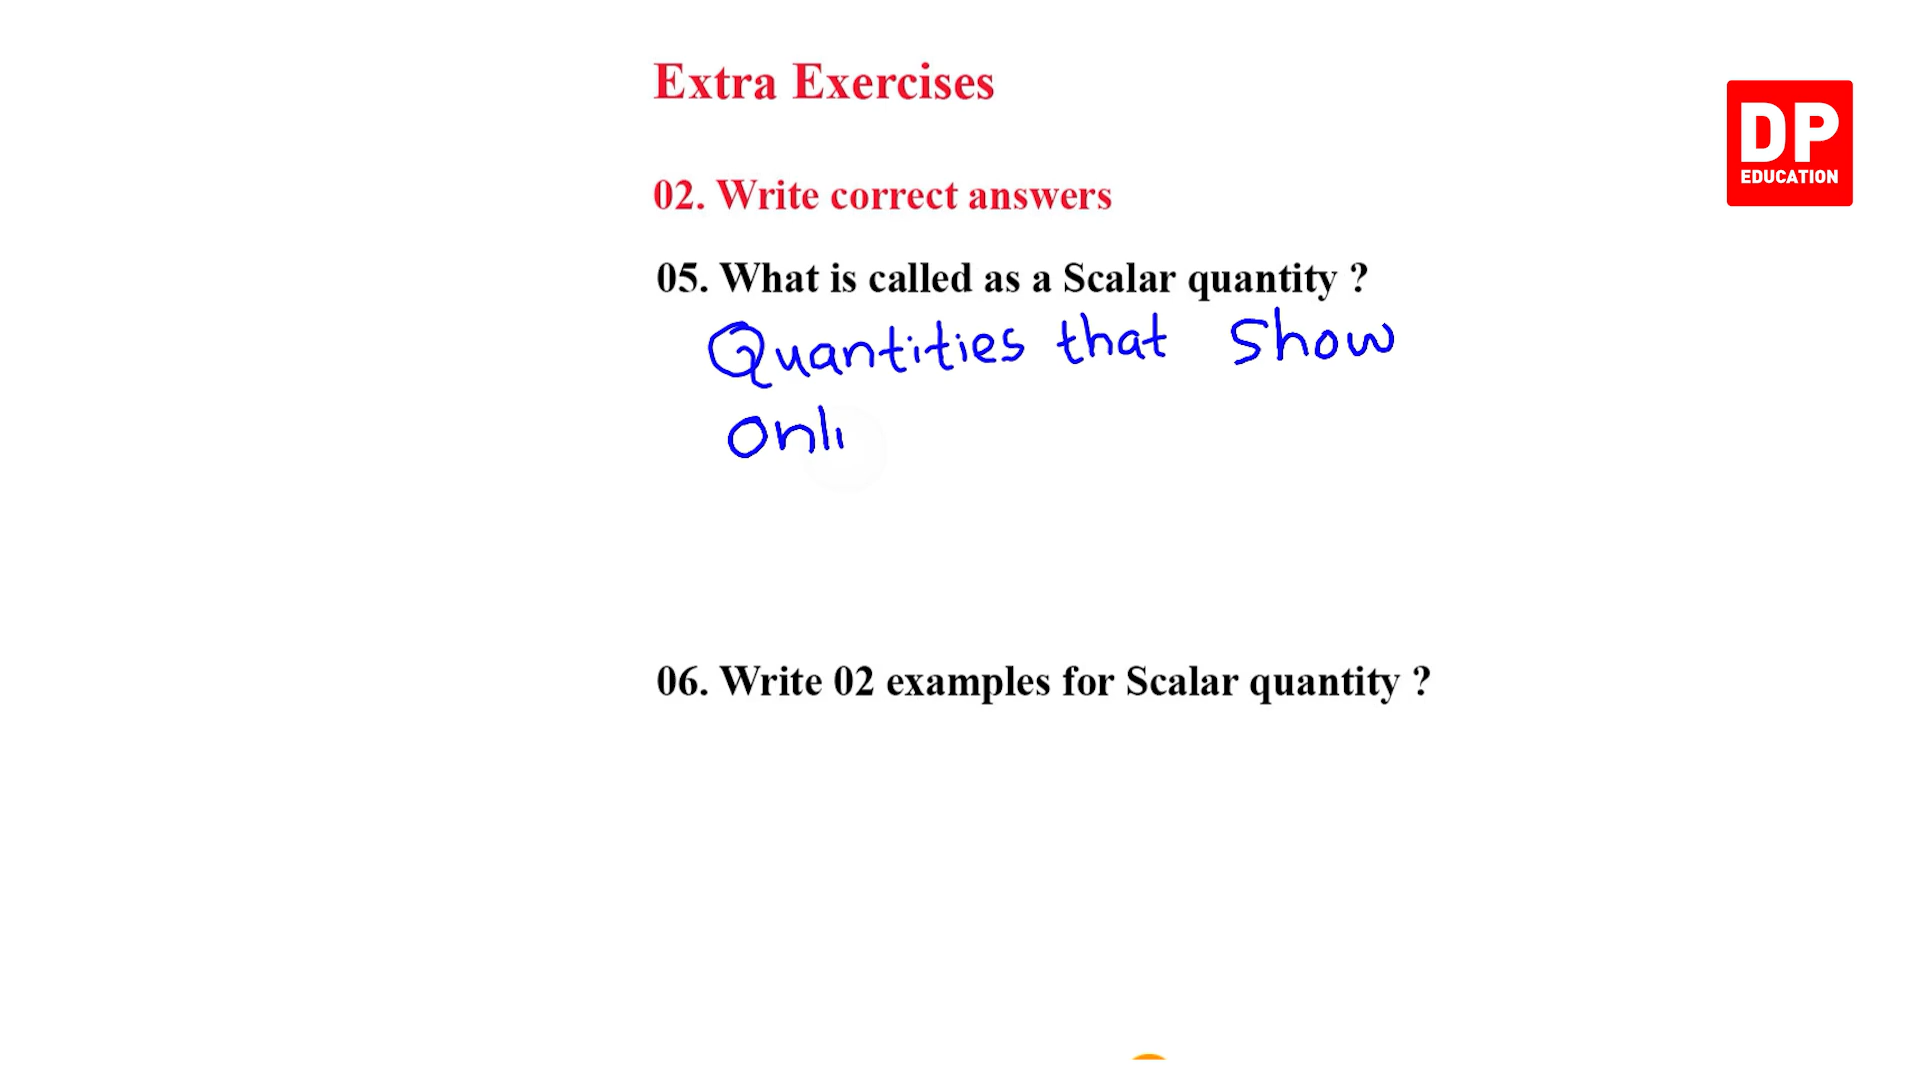 Extra Exercises
DP
EDUCATION
02. Write correct answers
05. What is called as a Scalar quantity ?
Quantities that show
onl
06. Write 02 examples for Scalar quantity ?